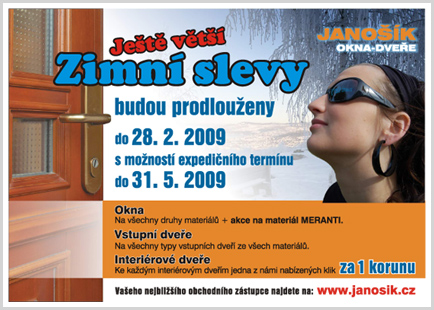 Ještě větší
Zimní slevy
JANOŠÍK
OKNA-DVEŘE
budou prodlouženy
do 28. 2. 2009
s možností expedičního termínu
do 31. 5. 2009
Okna
Na všechny druhy materiálů + akce na materiál MERANTI.
Vstupní dveře
Na všechny typy vstupních dveří ze všech materiálů.
Interiérové dveře
Ke každým interiérovým dveřím jedna z námi nabízených klik za 1 korunu
Vašeho nejbližšího obchodního zástupce najdete na: www.janosik.cz